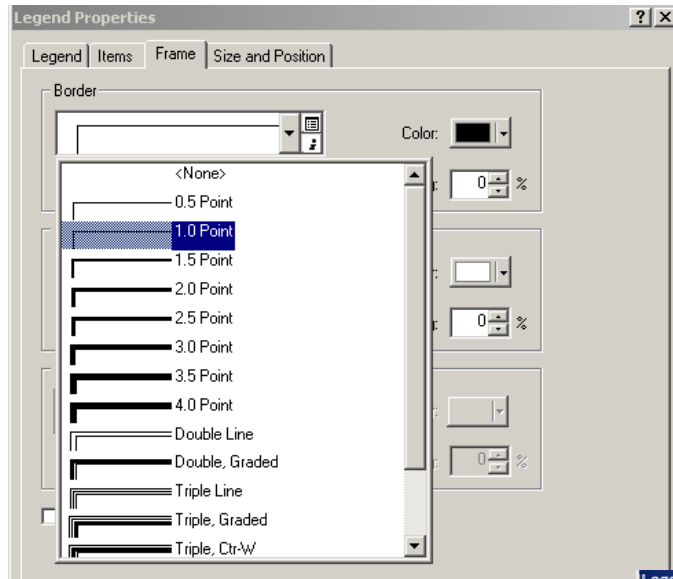 Legend Properties
Legend Items Frame Size and Position
Border
Color:
<None>
0.5 Point
0% 
1.0 Point
1.5 Point
2.0 Point
2.5 Point
0%
3.0 Point
3.5 Point
4.0 Point
Double Line
Double, Graded
0%
Triple Line
Triple, Graded
Triple, Ctr-W